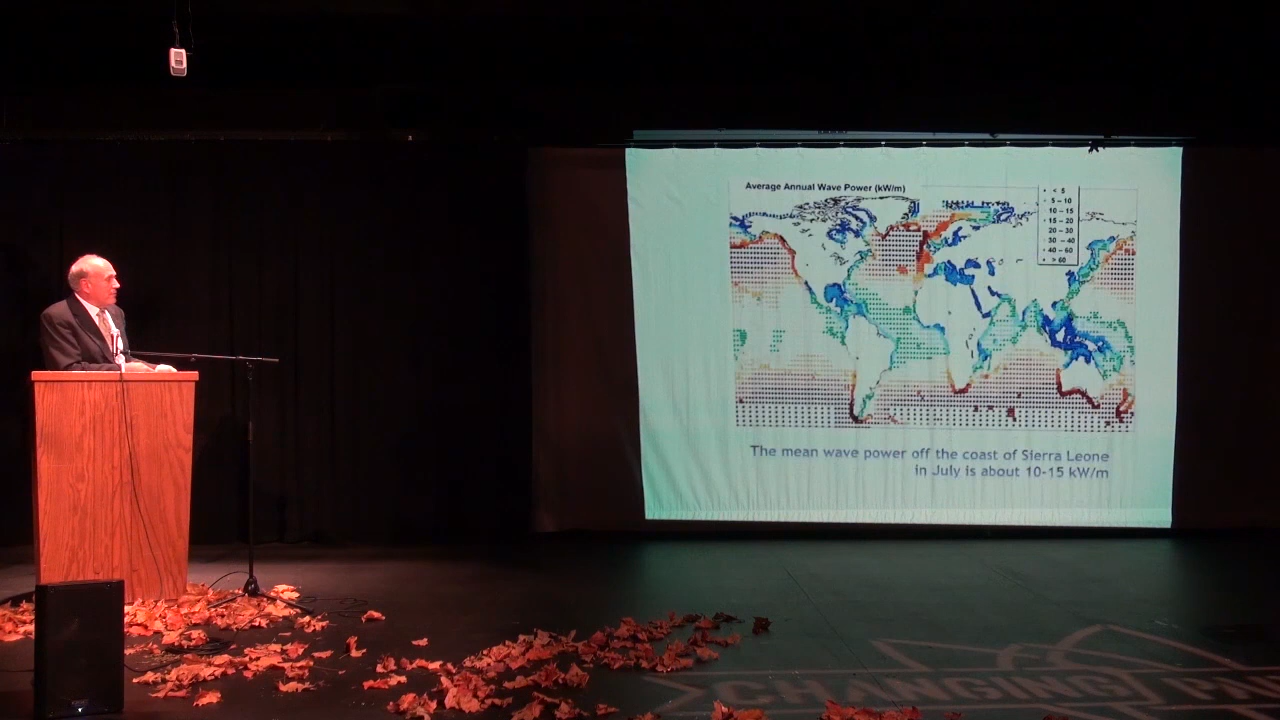 Average Annual Wave Power (kW/m)
< 5
5 – 10
10 – 15
15 – 20
20 – 30
30 – 40
40 – 60
> 60
The mean wave power off the coast of Sierra Leone
in July is about 10-15 kW/m
CHANGING